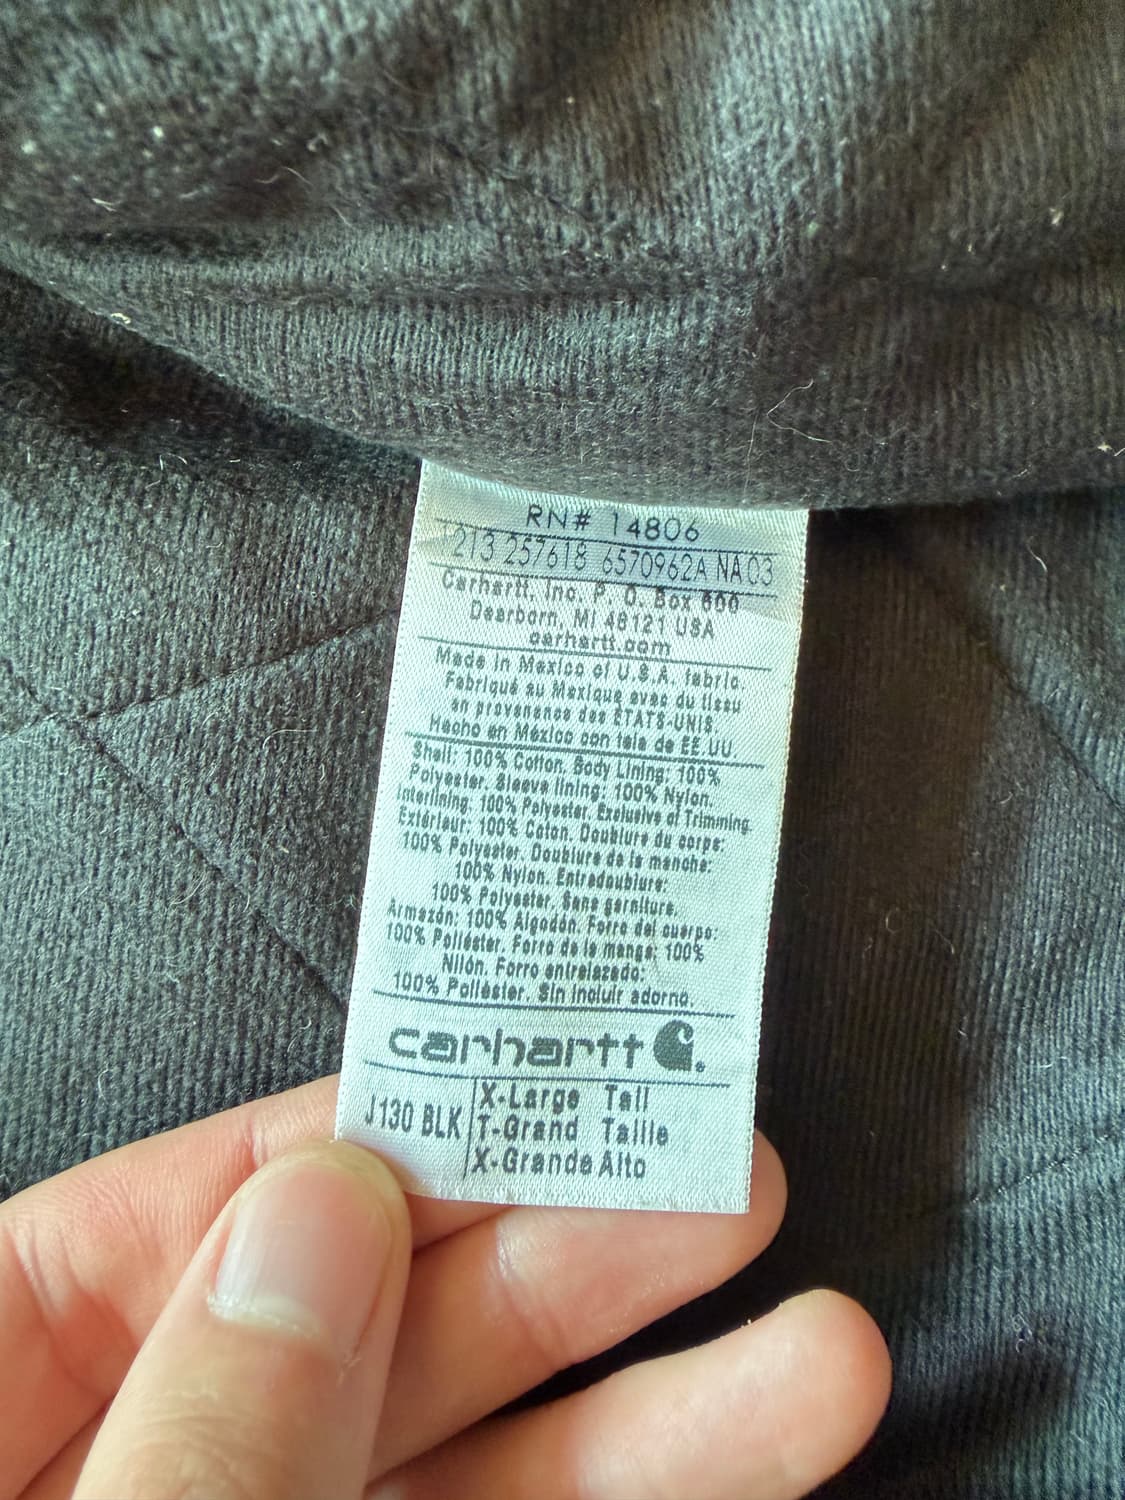 RN# 14806
213 257618 6570962A NA03
Carhartt, Inc. P. O. Box 600
Dearborn, MI 48121 USA
carhartt.com
Made in Mexico of U.S.A. fabric.
Fabriqué au Mexique avec du tissu
en provenance des ÉTATS-UNIS.
Hecho en México con tela de EE.UU.
Shell: 100% Cotton. Body Lining: 100%
Polyester. Sleeve lining: 100% Nylon.
Interlining: 100% Polyester. Exclusive of Trimming.
Extérieur: 100% Coton. Doublure du corps:
100% Polyester. Doublure de la manche:
100% Nylon. Entredoublure:
100% Polyester. Sans garniture.
Armazón: 100% Algodón. Forro del cuerpo:
100% Poliéster. Forro de la manga: 100%
Nilón. Forro entrelazado:
100% Poliéster. Sin incluir adorno.
carhartt
J130 BLK
X-Large Tall
T-Grand Taille
X-Grande Alto